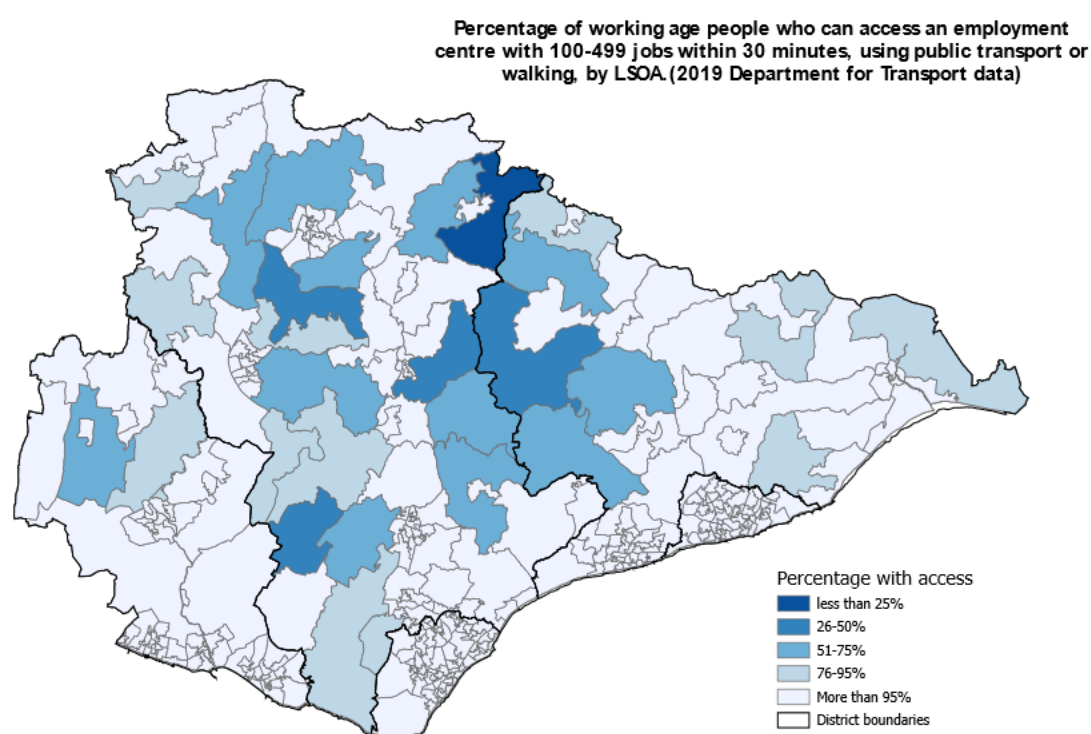 Percentage of working age people who can access an employment
centre with 100-499 jobs within 30 minutes, using public transport or
walking, by LSOA.(2019 Department for Transport data)
Percentage with access
less than 25%
26-50%
51-75%
76-95%
More than 95%
District boundaries